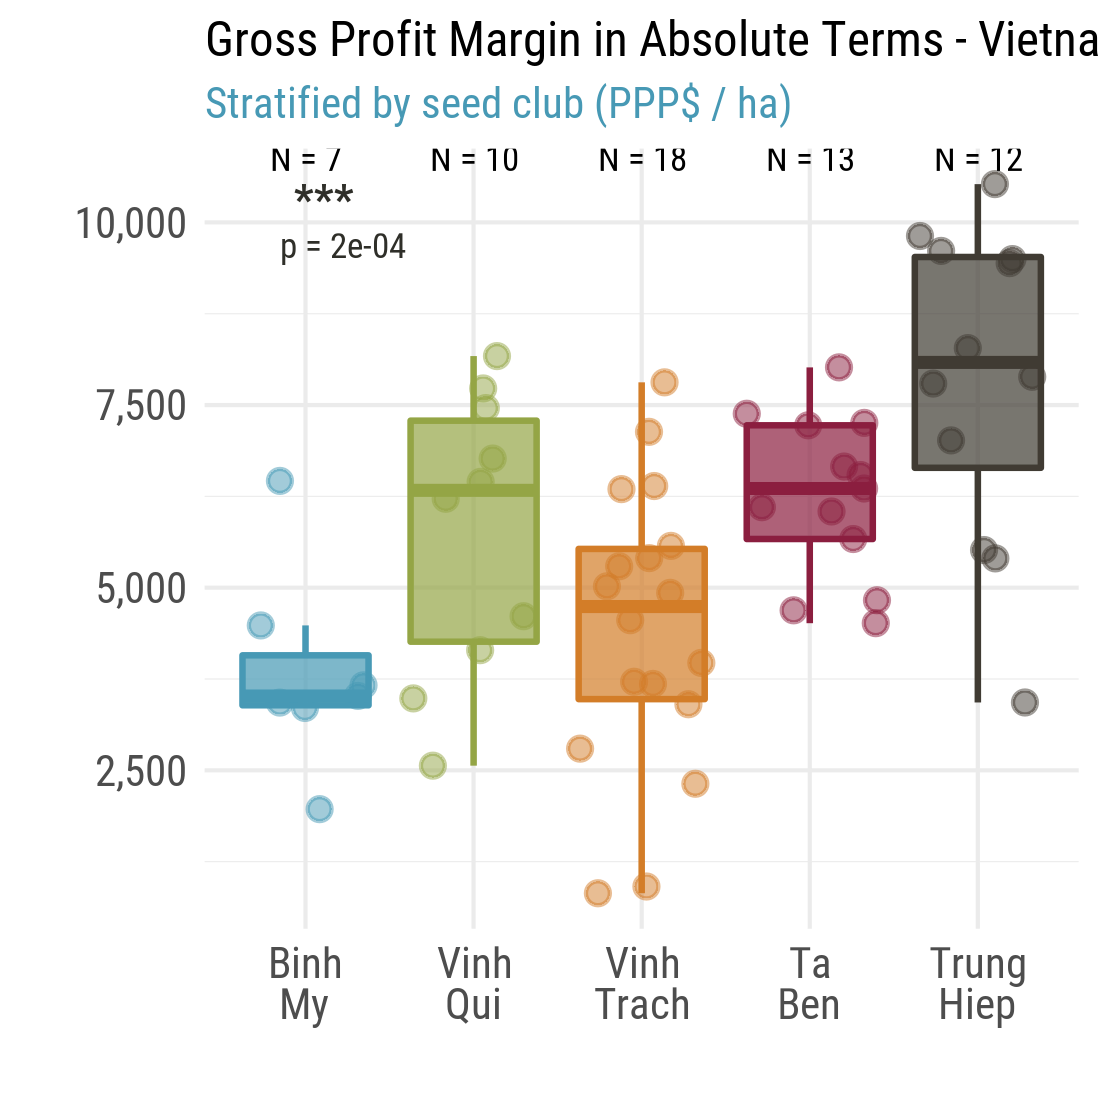 Gross Profit Margin in Absolute Terms - Vietna
Stratified by seed club (PPP$ / ha)
N = 7 N = 10 N = 18 N = 13 N = 12
***
p = 2e-04
10,000
7,500
5,000
2,500
Binh My
Vinh Qui
Vinh Trach
Ta Ben
Trung Hiep